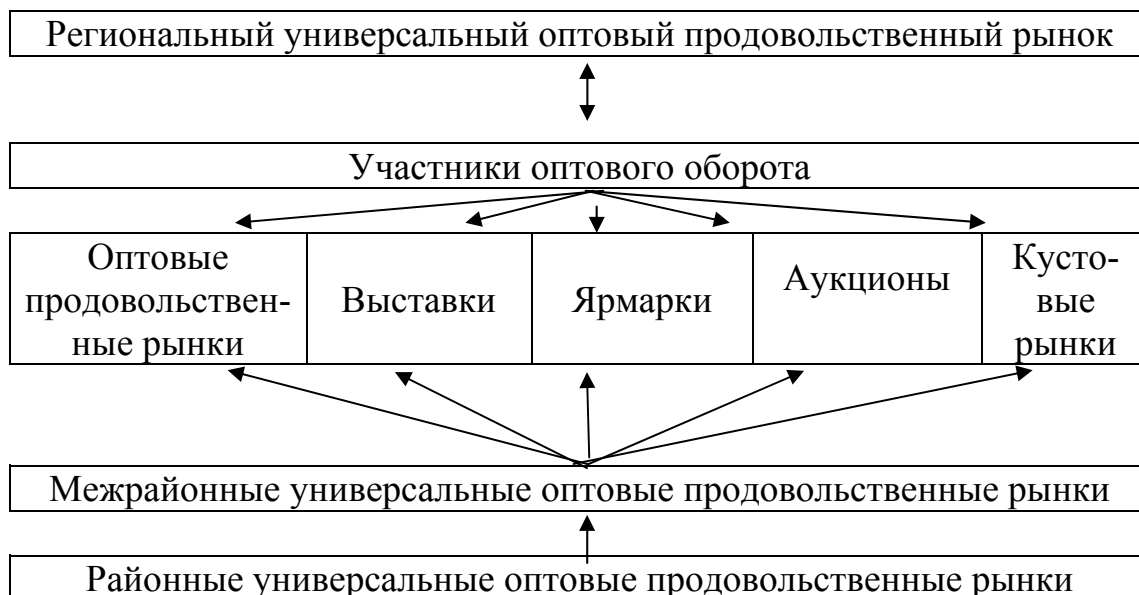 Региональный универсальный оптовый продовольственный рынок
Участники оптового оборота
Оптовые
продовольствен-
ные рынки
Выставки
Ярмарки
Аукционы
Кусто-
вые
рынки
Межрайонные универсальные оптовые продовольственные рынки
Районные универсальные оптовые продовольственные рынки